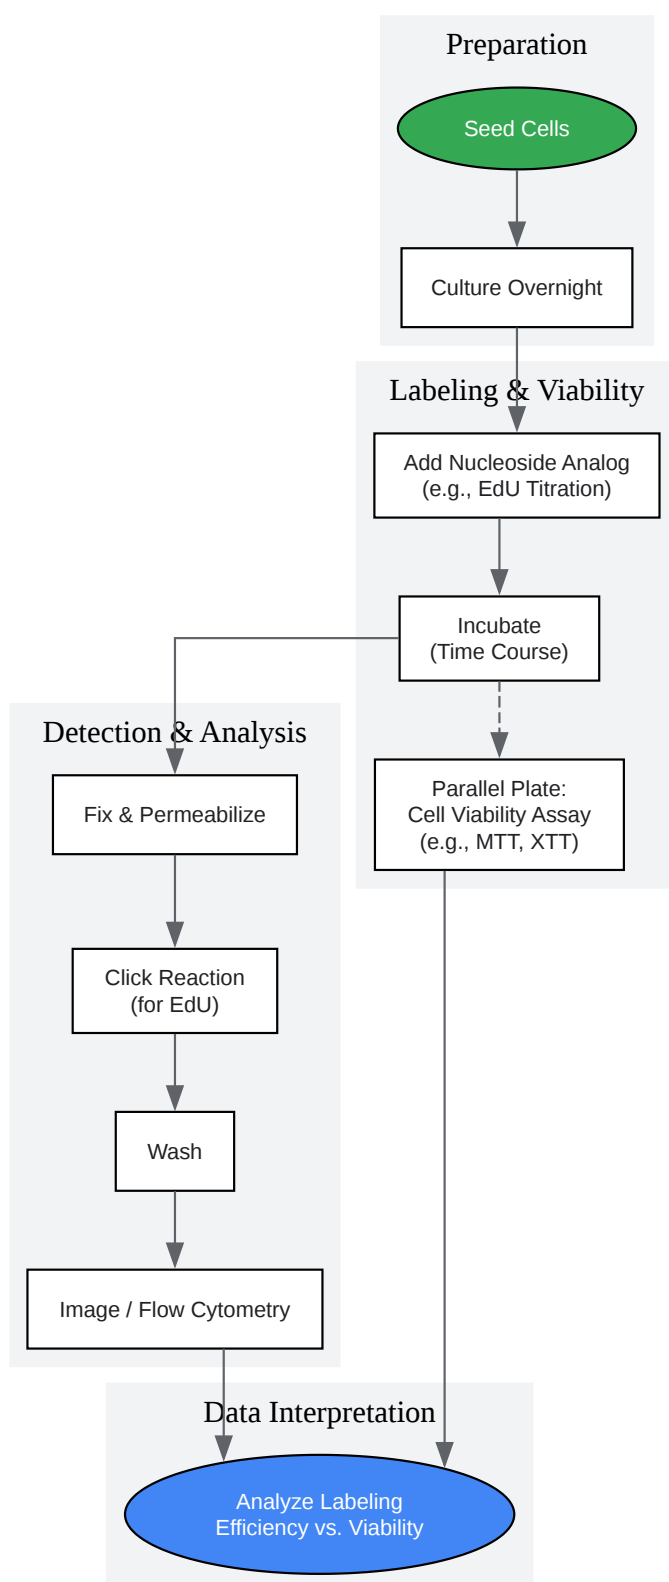 Preparation
Seed Cells
Culture Overnight
Labeling & Viability
Add Nucleoside Analog
(e.g., EdU Titration)
Incubate
(Time Course)
Parallel Plate:
Cell Viability Assay
(e.g., MTT, XTT)
Detection & Analysis
Fix & Permeabilize
Click Reaction
(for EdU)
Wash
Image / Flow Cytometry
Data Interpretation
Analyze Labeling
Efficiency vs. Viability